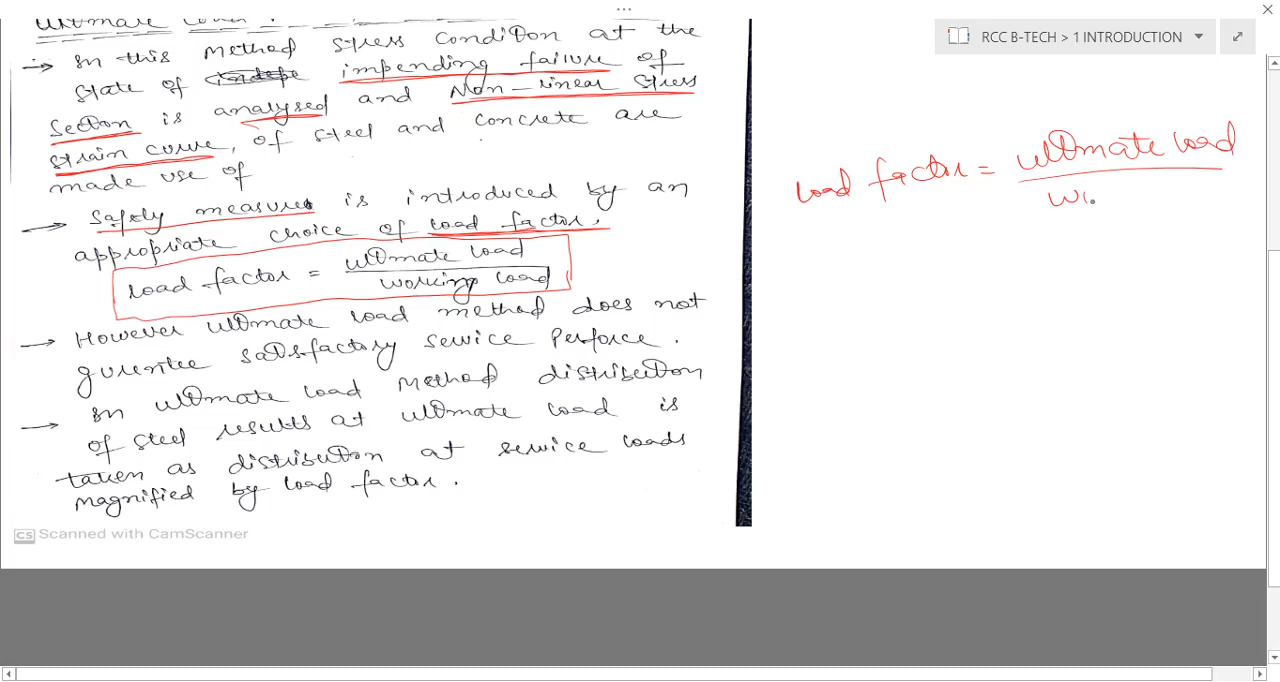 RCC B-TECH > 1 INTRODUCTION
→ In this Method stress condition at the
state of impending failure of
section is analysed and Non-linear stress
strain curve, of steel and concrete are
made use of
→ Safely measures is introduced by an
appropriate choice of load factor.
load factor = ultimate load
working load
→ However ultimate load method does not
gurentee satisfactory service Perforce.
→ In ultimate load Method distribution
of steel results at ultimate load is
taken as distribution at service loads
magnified by load factor.
CS Scanned with CamScanner
load factor = ultimate load